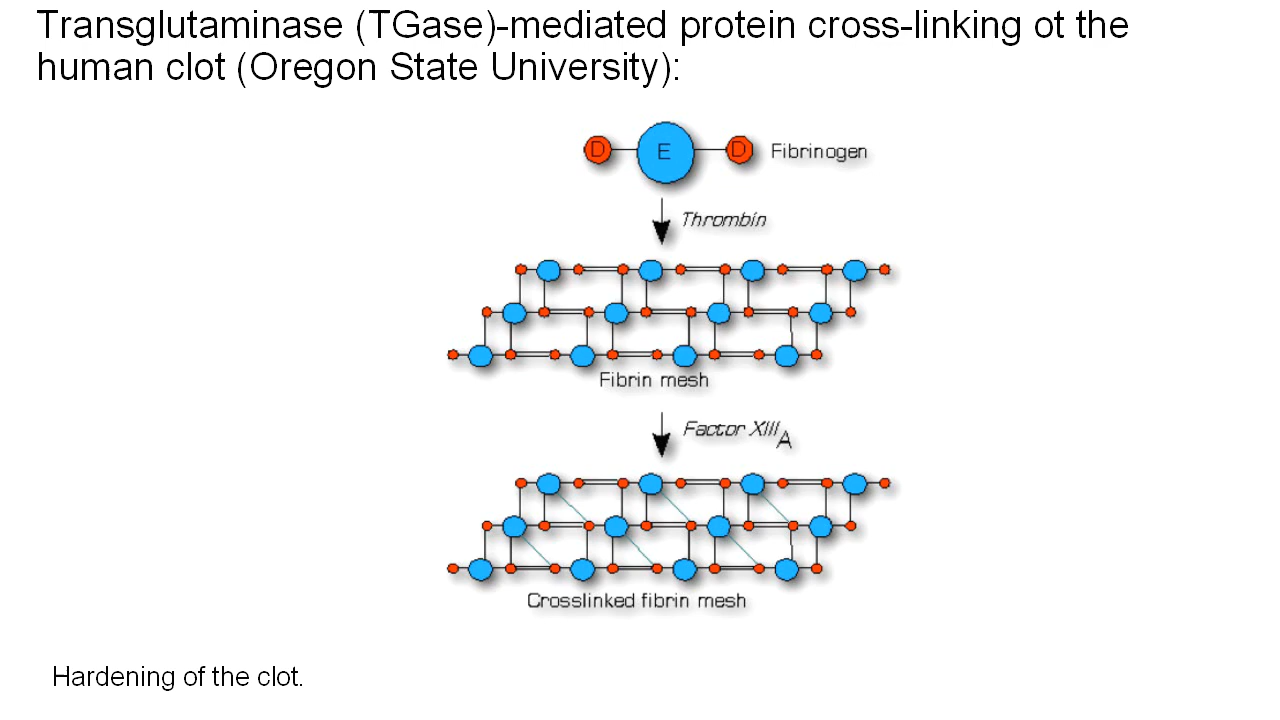 Transglutaminase (TGase)-mediated protein cross-linking ot the
human clot (Oregon State University):
D E D Fibrinogen
Thrombin
Fibrin mesh
Factor XIII A
Crosslinked fibrin mesh
Hardening of the clot.